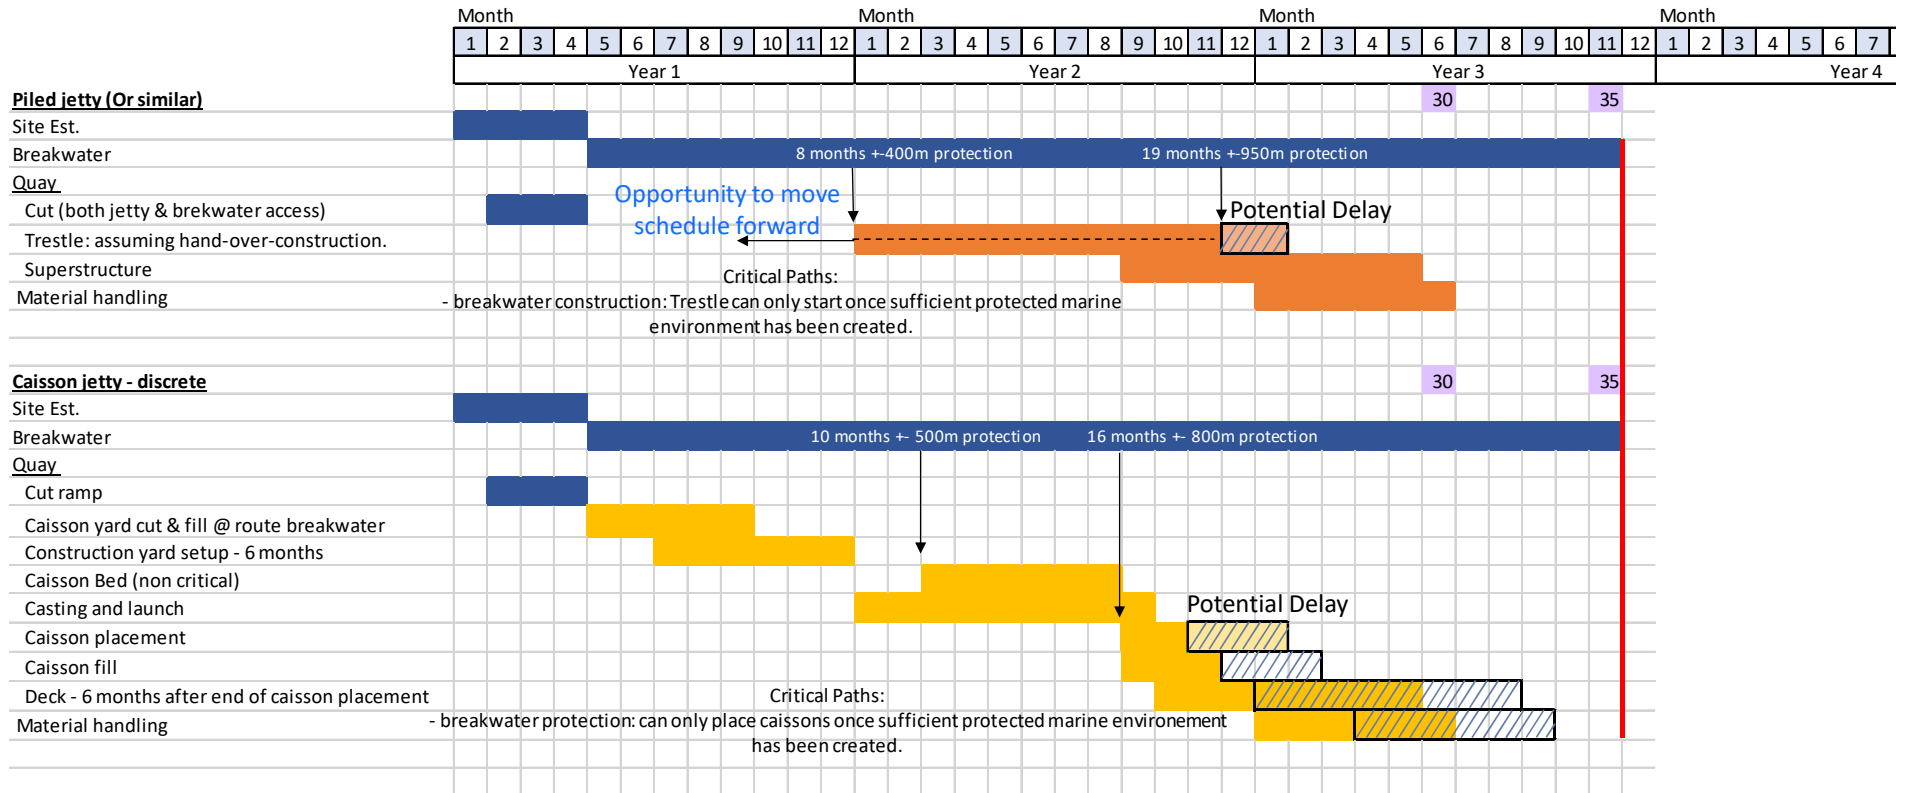 Month Month Month Month
1 2 3 4 5 6 7 8 9 10 11 12 1 2 3 4 5 6 7 8 9 10 11 12 1 2 3 4 5 6 7 8 9 10 11 12 1 2 3 4 5 6 7
Year 1 Year 2 Year 3 Year 4
Piled jetty (Or similar) 30 35
Site Est.
Breakwater 8 months +-400m protection 19 months +-950m protection
Quay
Cut (both jetty & brekwater access)
Opportunity to move
schedule forward
Potential Delay
Trestle: assuming hand-over-construction.
Superstructure
Material handling
Critical Paths:
- breakwater construction: Trestle can only start once sufficient protected marine
environment has been created.
Caisson jetty - discrete 30 35
Site Est.
Breakwater 10 months +- 500m protection 16 months +- 800m protection
Quay
Cut ramp
Caisson yard cut & fill @ route breakwater
Construction yard setup - 6 months
Caisson Bed (non critical)
Casting and launch
Potential Delay
Caisson placement
Caisson fill
Deck - 6 months after end of caisson placement
Material handling
Critical Paths:
- breakwater protection: can only place caissons once sufficient protected marine environement
has been created.